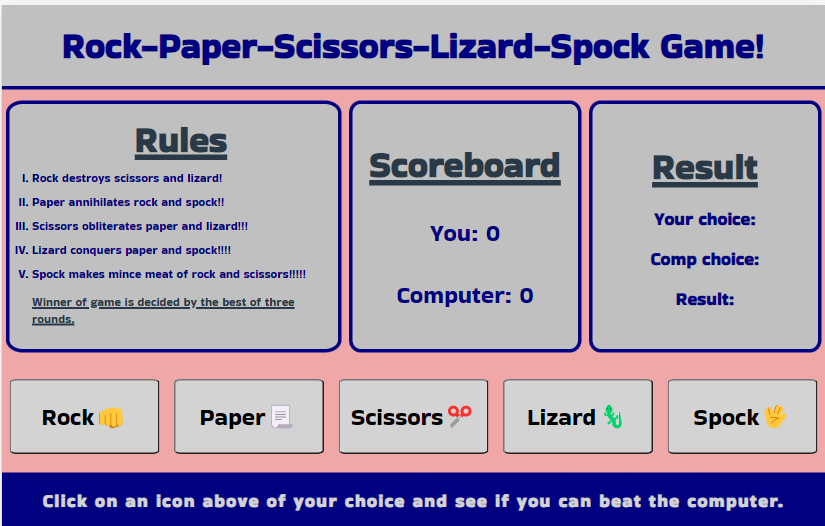 Rock-Paper-Scissors-Lizard-Spock Game!
Rules
I. Rock destroys scissors and lizard!
II. Paper annihilates rock and spock!!
III. Scissors obliterates paper and lizard!!!
IV. Lizard conquers paper and spock!!!!
V. Spock makes mince meat of rock and scissors!!!!!
Winner of game is decided by the best of three
rounds.
Scoreboard
You: 0
Computer: 0
Result
Your choice:
Comp choice:
Result:
Rock
Paper
Scissors
Lizard
Spock
Click on an icon above of your choice and see if you can beat the computer.